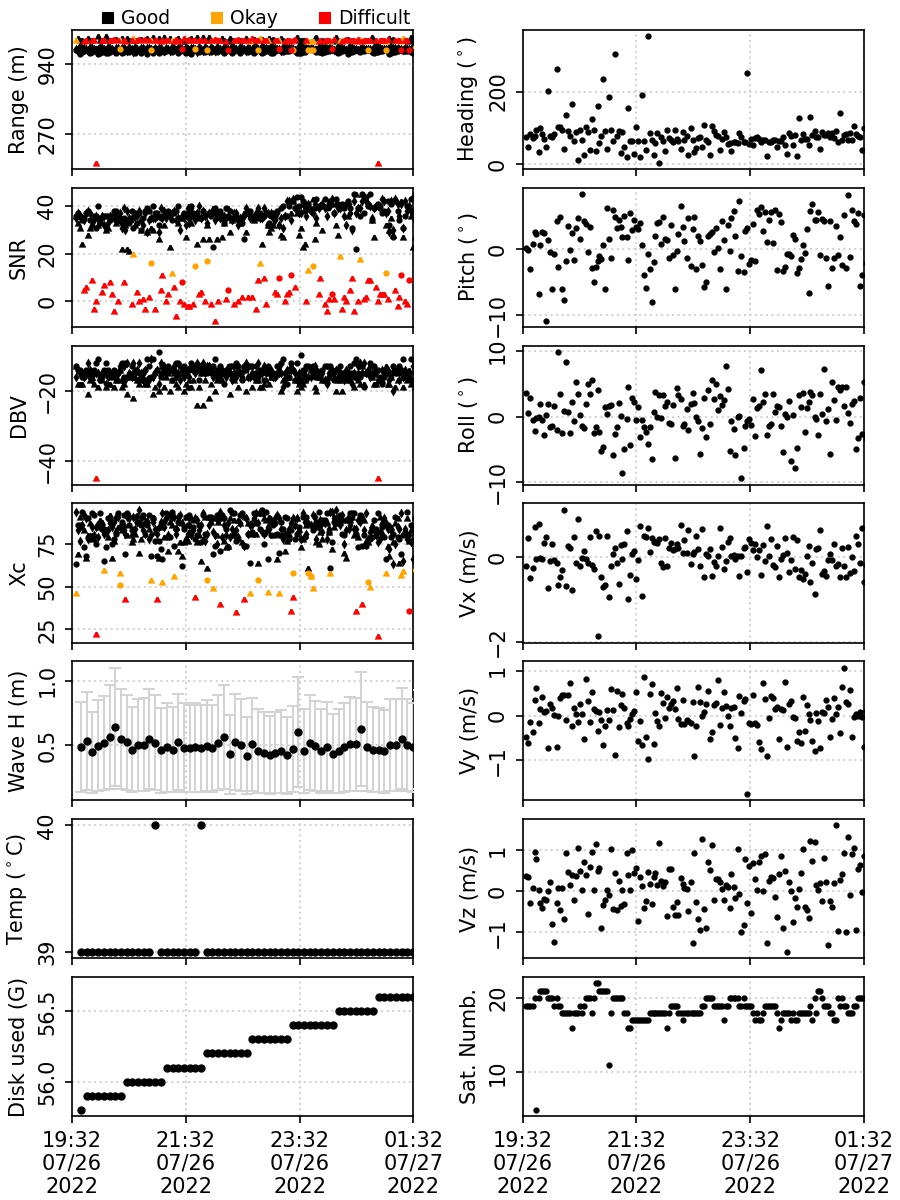 Good Okay Difficult
Range (m)
940
270
Heading (°)
200
0
SNR
40
20
0
Pitch (°)
0
−10
DBV
−20
−40
Roll (°)
10
0
−10
Xc
75
50
25
Vx (m/s)
0
−2
Wave H (m)
1.0
0.5
Vy (m/s)
1
0
−1
Temp (°C)
40
39
Vz (m/s)
1
0
−1
Disk used (G)
56.5
56.0
Sat. Numb.
20
10
19:32 21:32 23:32 01:32
07/26 07/26 07/26 07/27
2022 2022 2022 2022
19:32 21:32 23:32 01:32
07/26 07/26 07/26 07/27
2022 2022 2022 2022